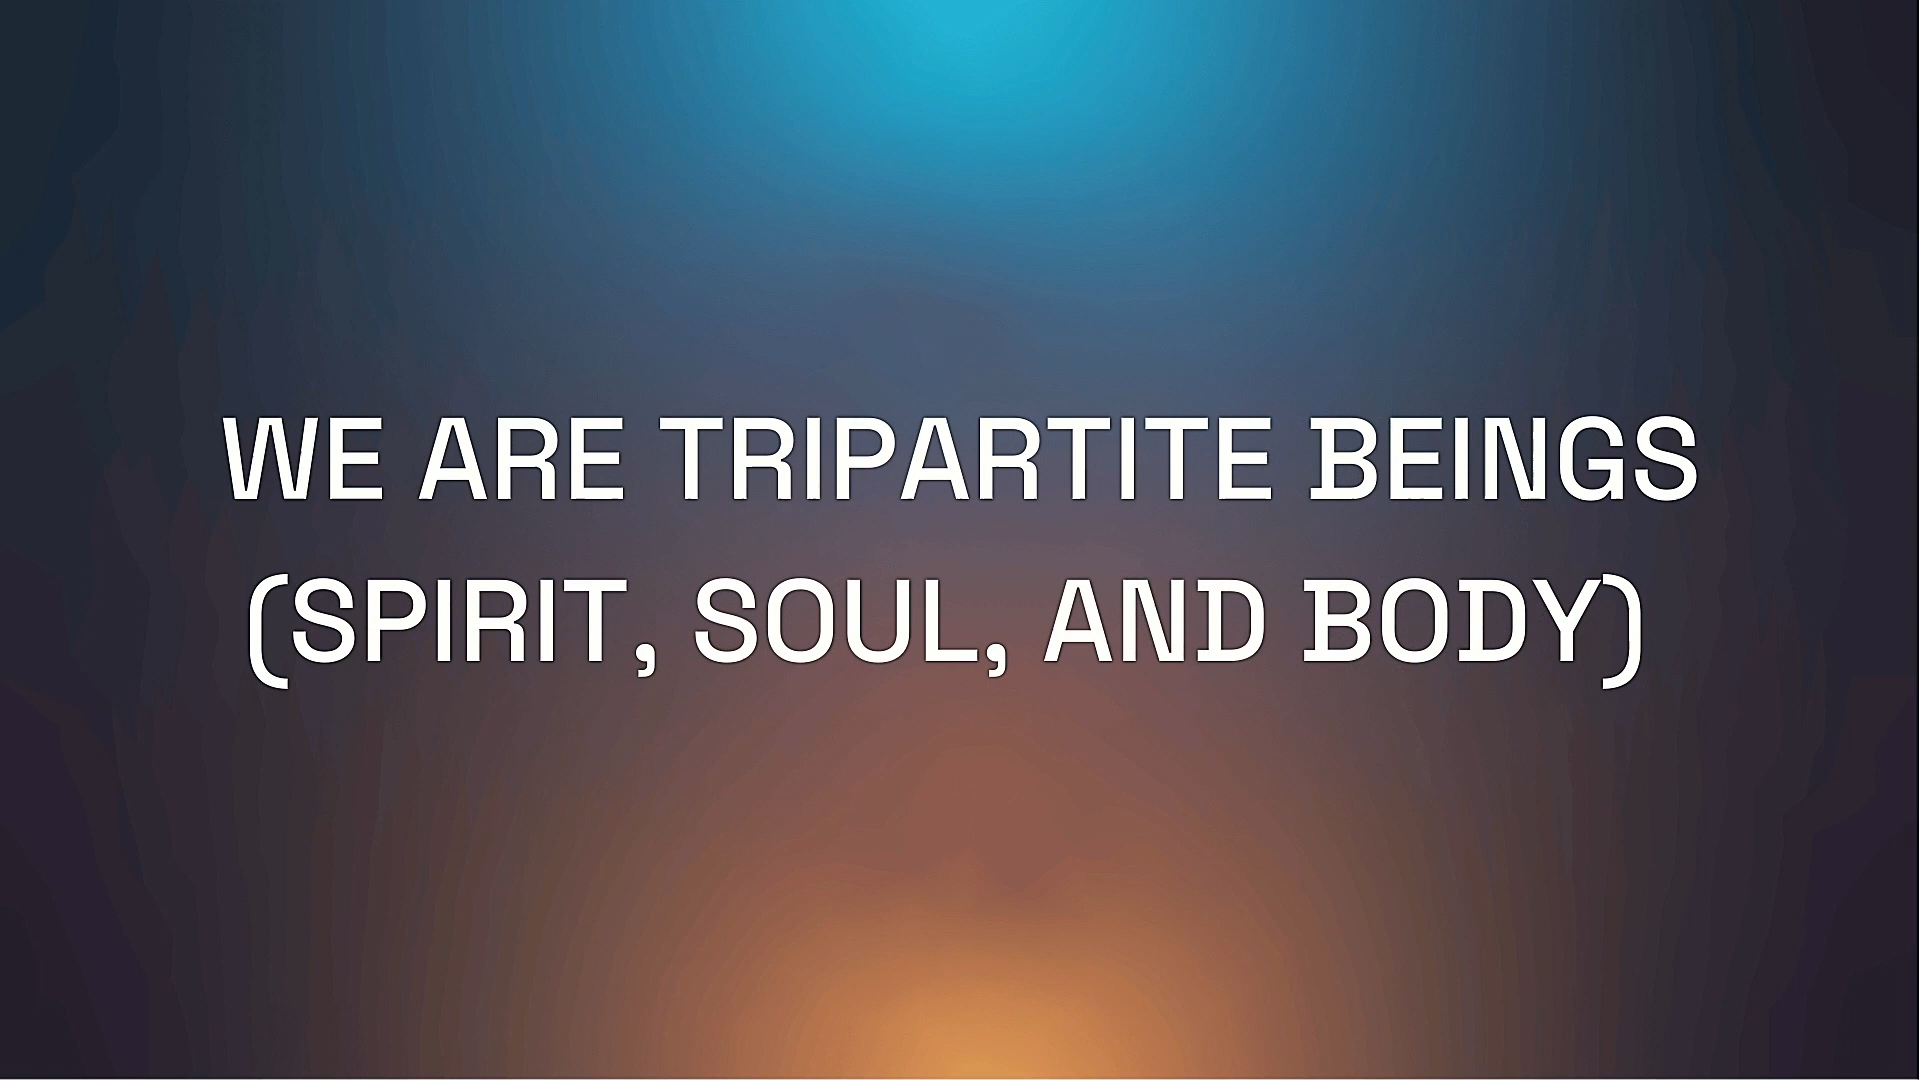 WE ARE TRIPARTITE BEINGS
(SPIRIT, SOUL, AND BODY)